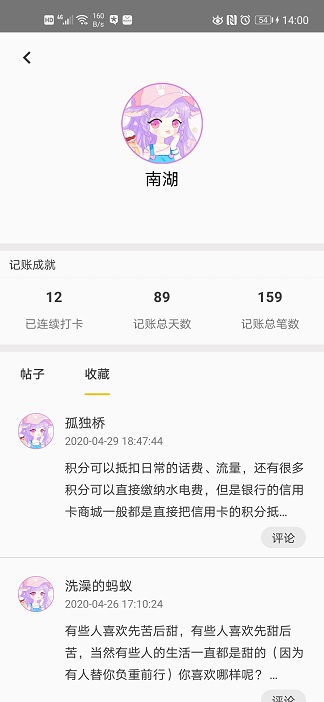 HD 4G 160 B/s 54 14:00
南湖
记账成就
12 89 159
已连续打卡 记账总天数 记账总笔数
帖子 收藏
孤独桥
2020-04-29 18:47:44
积分可以抵扣日常的话费、流量，还有很多
积分可以直接缴纳水电费，但是银行的信用
卡商城一般都是直接把信用卡的积分抵...
评论
洗澡的蚂蚁
2020-04-26 17:10:24
有些人喜欢先苦后甜，有些人喜欢先甜后
苦，当然有些人的生活一直都是甜的（因为
有人替你负重前行）你喜欢哪样呢？ ...
评论